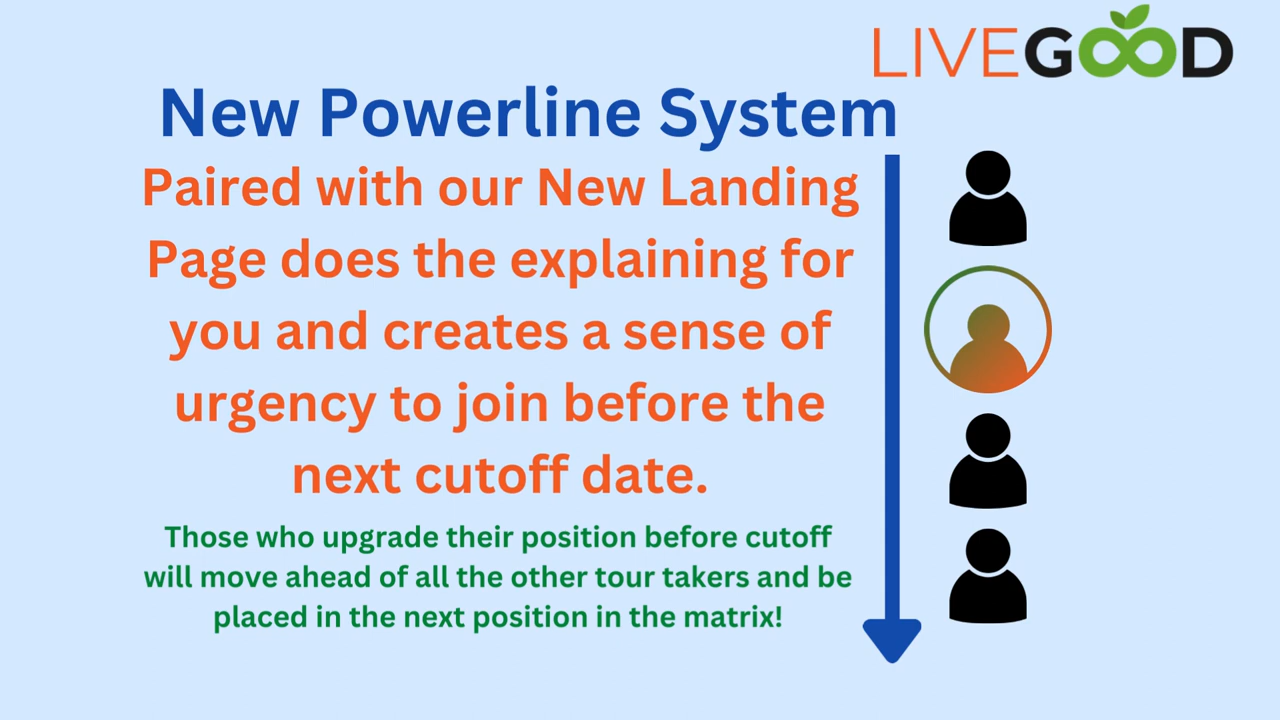 LIVEGOOD
New Powerline System
Paired with our New Landing
Page does the explaining for
you and creates a sense of
urgency to join before the
next cutoff date.
Those who upgrade their position before cutoff
will move ahead of all the other tour takers and be
placed in the next position in the matrix!